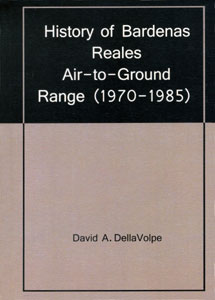 History of Bardenas
Reales
Air-to-Ground
Range (1970-1985)
David A. DellaVolpe